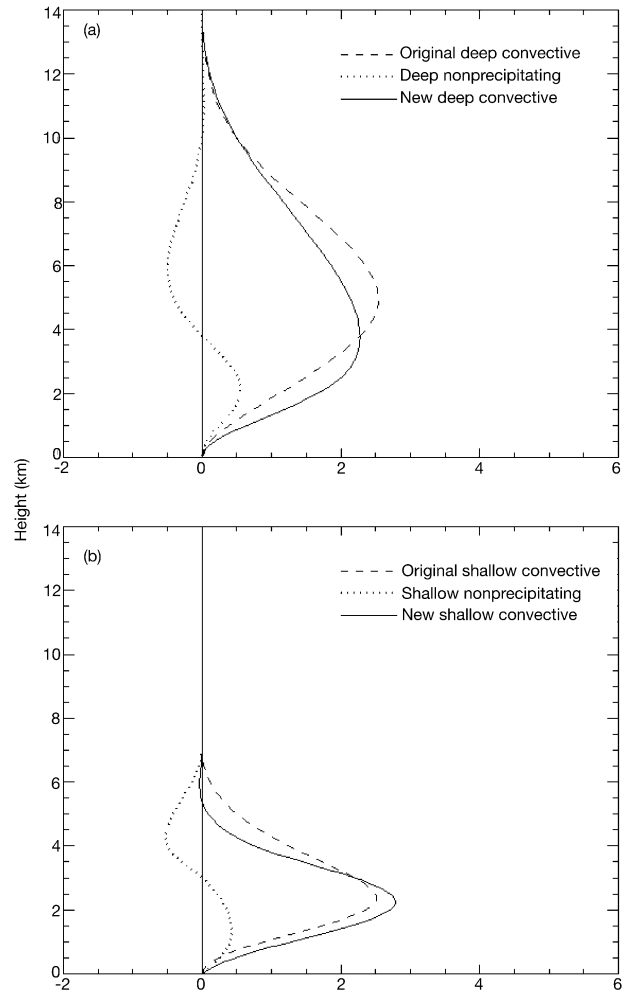 14
(a)
Original deep convective
Deep nonprecipitating
New deep convective
12
10
8
6
4
2
0
-2 0 2 4 6
Height (km)
14
(b)
Original shallow convective
Shallow nonprecipitating
New shallow convective
12
10
8
6
4
2
0
-2 0 2 4 6